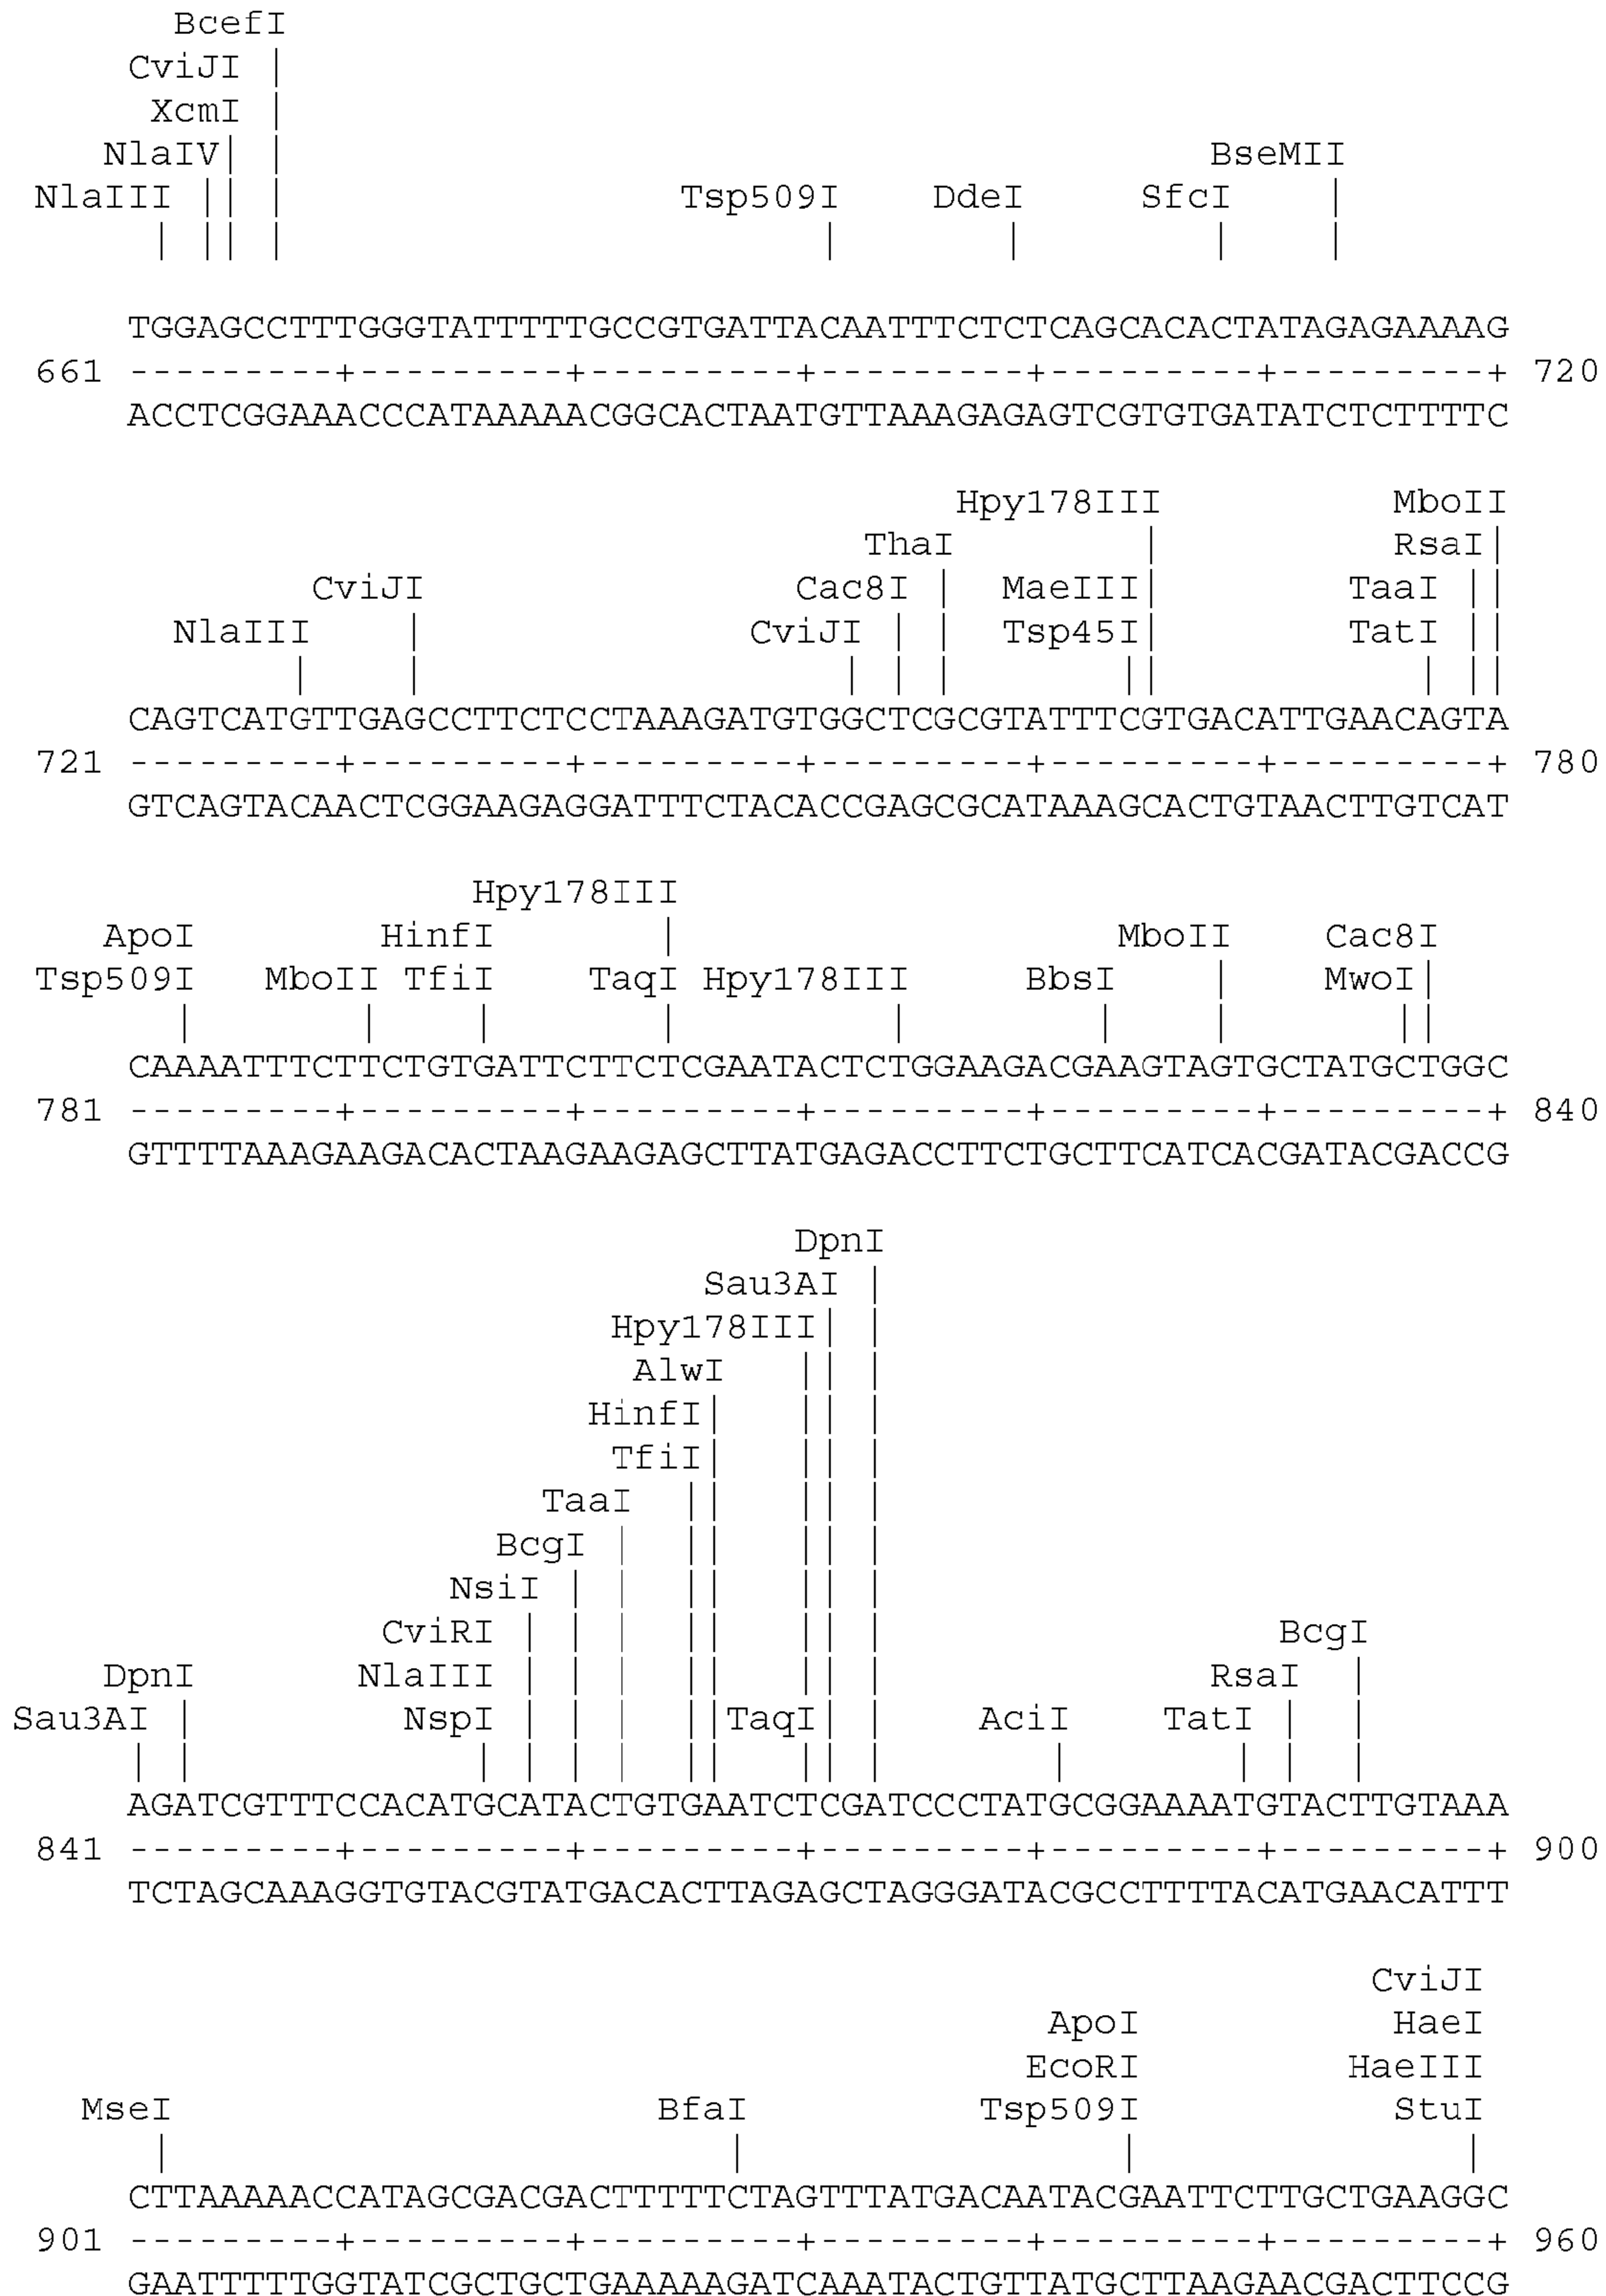 BcefI
CviJI |
XcmI |
NlaIV| |
NlaIII || | Tsp509I DdeI SfcI BseMII |
| || | | | | |
TGGAGCCTTTGGGTATTTTTGCCGTGATTACAATTTCTCTCAGCACACTATAGAGAAAAG
661 ---------+---------+---------+---------+---------+---------+ 720
ACCTCGGAAACCCATAAAAACGGCACTAATGTTAAAGAGAGTCGTGTGATATCTCTTTTC
Hpy178III MboII
ThaI | RsaI|
CviJI Cac8I | MaeIII| TaaI ||
NlaIII | CviJI | | Tsp45I| TatI ||
| | | | | || | ||
CAGTCATGTTGAGCCTTCTCCTAAAGATGTGGCTCGCGTATTTCGTGACATTGAACAGTA
721 ---------+---------+---------+---------+---------+---------+ 780
GTCAGTACAACTCGGAAGAGGATTTCTACACCGAGCGCATAAAGCACTGTAACTTGTCAT
Hpy178III
ApoI HinfI | MboII Cac8I
Tsp509I MboII TfiI TaqI Hpy178III BbsI | MwoI|
| | | | | | | ||
CAAAATTTCTTCTGTGATTCTTCTCGAATACTCTGGAAGACGAAGTAGTGCTATGCTGGC
781 ---------+---------+---------+---------+---------+---------+ 840
GTTTTAAAGAAGACACTAAGAAGAGCTTATGAGACCTTCTGCTTCATCACGATACGACCG
DpnI
Sau3AI |
Hpy178III| |
AlwI || |
HinfI| || |
TfiI| || |
TaaI || || |
BcgI | || || |
NsiI | | || || |
CviRI | | | || || | BcgI
DpnI NlaIII | | | || || | RsaI |
Sau3AI | NspI | | | ||TaqI| | AciI TatI | |
| | | | | | || || | | | | |
AGATCGTTTCCACATGCATACTGTGAATCTCGATCCCTATGCGGAAAATGTACTTGTAAA
841 ---------+---------+---------+---------+---------+---------+ 900
TCTAGCAAAGGTGTACGTATGACACTTAGAGCTAGGGATACGCCTTTTACATGAACATTT
CviJI
ApoI HaeI
EcoRI HaeIII
MseI BfaI Tsp509I StuI
| | | |
CTTAAAAACCATAGCGACGACTTTTTCTAGTTTATGACAATACGAATTCTTGCTGAAGGC
901 ---------+---------+---------+---------+---------+---------+ 960
GAATTTTTGGTATCGCTGCTGAAAAAGATCAAATACTGTTATGCTTAAGAACGACTTCCG